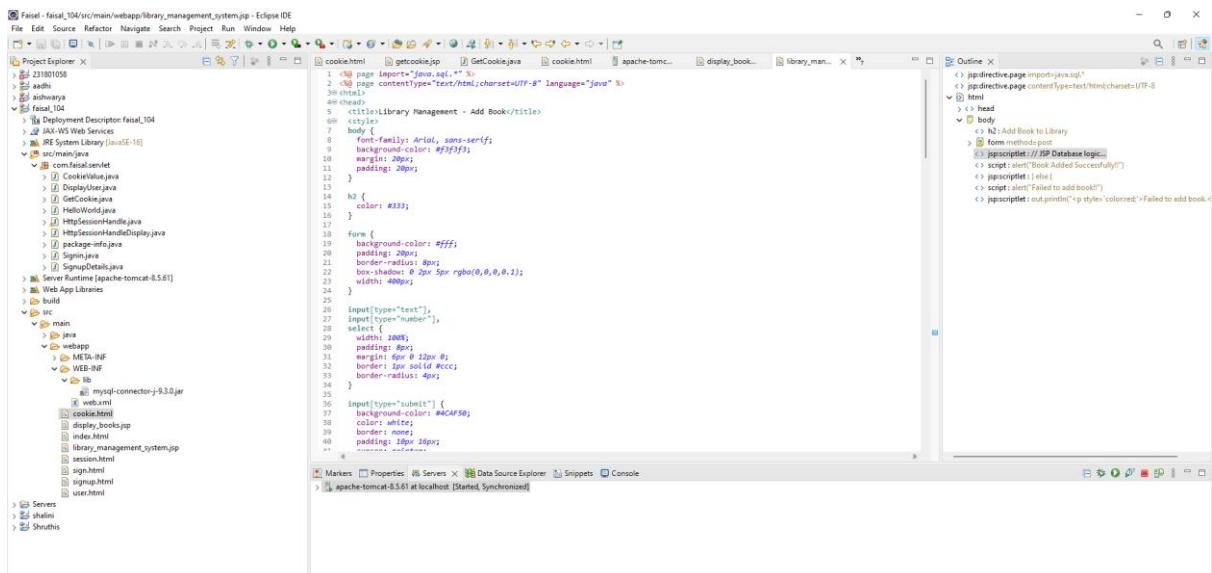 Faisel - faisal_104/src/main/webapp/library_management_system.jsp - Eclipse IDE
File Edit Source Refactor Navigate Search Project Run Window Help
Project Explorer
231801058
aadhi
aishwarya
faisal_104
Deployment Descriptor: faisal_104
JAX-WS Web Services
JRE System Library [JavaSE-16]
src/main/java
com.faisal.servlet
CookieValue.java
DisplayUser.java
GetCookie.java
HelloWorld.java
HttpSessionHandle.java
HttpSessionHandleDisplay.java
package-info.java
Signin.java
SignupDetails.java
Server Runtime [apache-tomcat-8.5.61]
Web App Libraries
build
src
main
java
webapp
META-INF
WEB-INF
lib
mysql-connector-j-9.3.0.jar
web.xml
cookie.html
display_books.jsp
index.html
library_management_system.jsp
session.html
sign.html
signup.html
user.html
Servers
shalini
Shruthis
cookie.html getcookie.jsp GetCookie.java cookie.html apache-tomc... display_book... library_man...
1 <%@ page import="java.sql.*" %>
2 <%@ page contentType="text/html;charset=UTF-8" language="java" %>
3 <html>
4 <head>
5 <title>Library Management - Add Book</title>
6 <style>
7 body {
8 font-family: Arial, sans-serif;
9 background-color: #f3f3f3;
10 margin: 20px;
11 padding: 20px;
12 }
13
14 h2 {
15 color: #333;
16 }
17
18 form {
19 background-color: #fff;
20 padding: 20px;
21 border-radius: 8px;
22 box-shadow: 0 2px 5px rgba(0,0,0,0.1);
23 width: 400px;
24 }
25
26 input[type="text"],
27 input[type="number"],
28 select {
29 width: 100%;
30 padding: 8px;
31 margin: 6px 0 12px 0;
32 border: 1px solid #ccc;
33 border-radius: 4px;
34 }
35
36 input[type="submit"] {
37 background-color: #4CAF50;
38 color: white;
39 border: none;
40 padding: 10px 16px;
Outline
jsp:directive.page import=java.sql.*
jsp:directive.page contentType=text/html;charset=UTF-8
html
head
body
h2 : Add Book to Library
form method=post
jsp:scriptlet : // JSP Database logic...
script : alert("Book Added Successfully!!")
jsp:scriptlet : } else {
script : alert("Failed to add book!!")
jsp:scriptlet : out.println("<p style='color:red;'>Failed to add book.<
Markers Properties Servers Data Source Explorer Snippets Console
apache-tomcat-8.5.61 at localhost [Started, Synchronized]